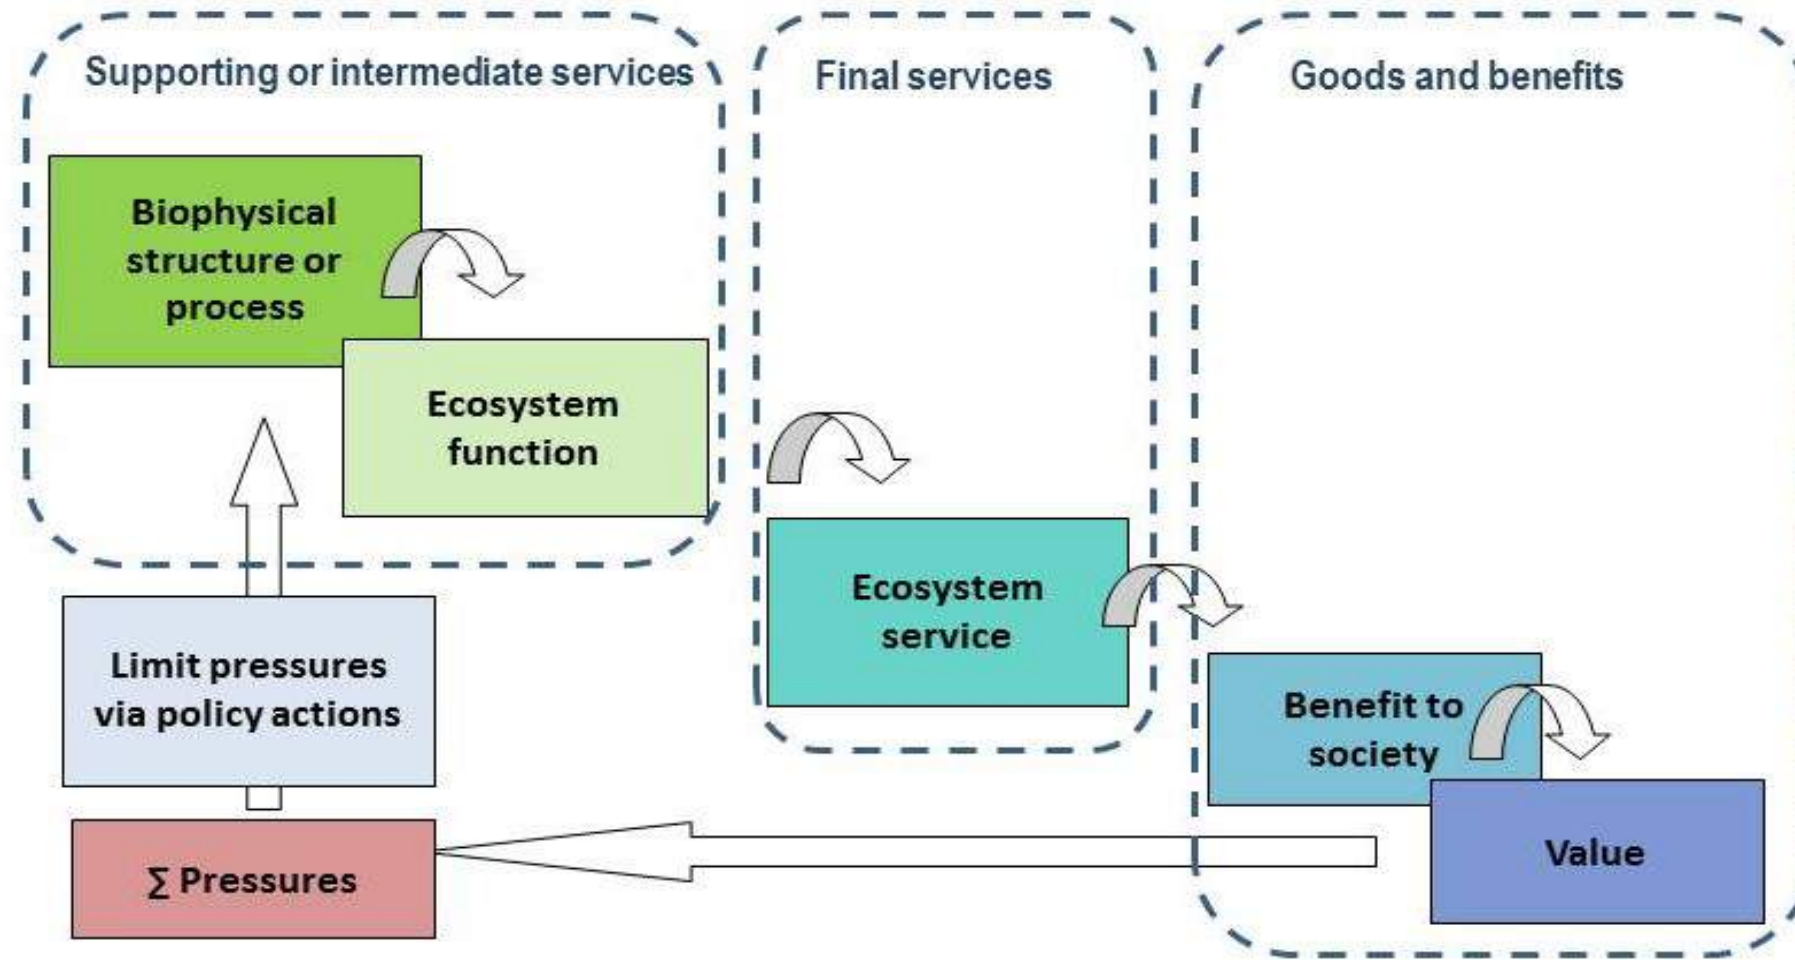 Supporting or intermediate services
Final services
Goods and benefits
Biophysical
structure or
process
Ecosystem
function
Ecosystem
service
Limit pressures
via policy actions
Benefit to
society
Value
∑ Pressures